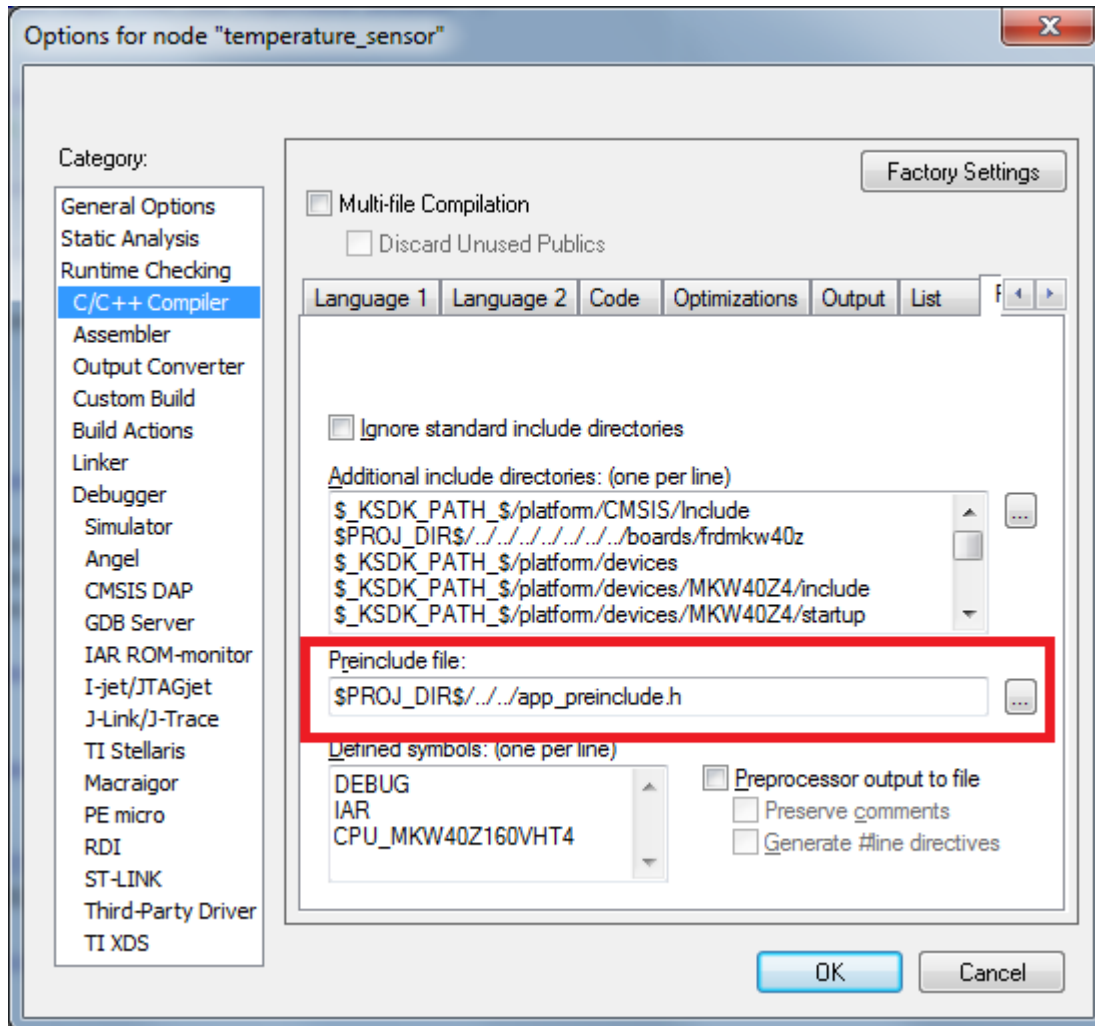 Options for node "temperature_sensor"
Category:
General Options
Static Analysis
Runtime Checking
C/C++ Compiler
Assembler
Output Converter
Custom Build
Build Actions
Linker
Debugger
Simulator
Angel
CMSIS DAP
GDB Server
IAR ROM-monitor
I-jet/JTAGjet
J-Link/J-Trace
TI Stellaris
Macraigor
PE micro
RDI
ST-LINK
Third-Party Driver
TI XDS
Factory Settings
Multi-file Compilation
Discard Unused Publics
Language 1 Language 2 Code Optimizations Output List
Ignore standard include directories
Additional include directories: (one per line)
$_KSDK_PATH_$/platform/CMSIS/Include
$PROJ_DIR$/../../../../../../../boards/frdmkw40z
$_KSDK_PATH_$/platform/devices
$_KSDK_PATH_$/platform/devices/MKW40Z4/include
$_KSDK_PATH_$/platform/devices/MKW40Z4/startup
...
Preinclude file:
$PROJ_DIR$/../../app_preinclude.h
...
Defined symbols: (one per line)
DEBUG
IAR
CPU_MKW40Z160VHT4
Preprocessor output to file
Preserve comments
Generate #line directives
OK
Cancel